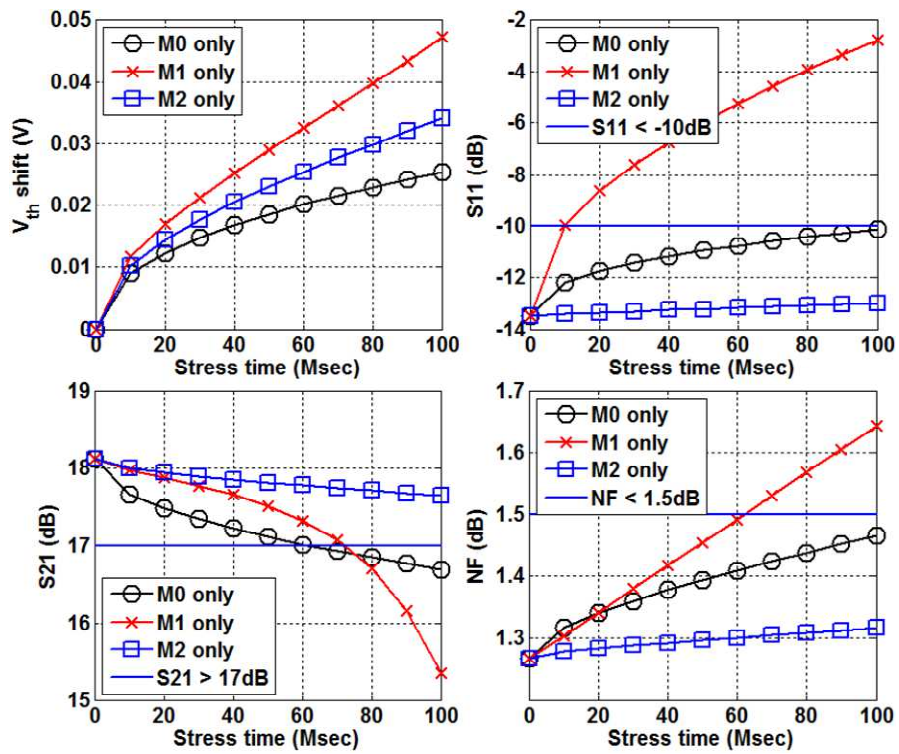 0.05
0.04
0.03
0.02
0.01
0
Vth shift (V)
M0 only
M1 only
M2 only
0 20 40 60 80 100
Stress time (Msec)
-2
-4
-6
-8
-10
-12
-14
S11 (dB)
M0 only
M1 only
M2 only
S11 < -10dB
0 20 40 60 80 100
Stress time (Msec)
19
18
17
16
15
S21 (dB)
M0 only
M1 only
M2 only
S21 > 17dB
0 20 40 60 80 100
Stress time (Msec)
1.7
1.6
1.5
1.4
1.3
NF (dB)
M0 only
M1 only
M2 only
NF < 1.5dB
0 20 40 60 80 100
Stress time (Msec)